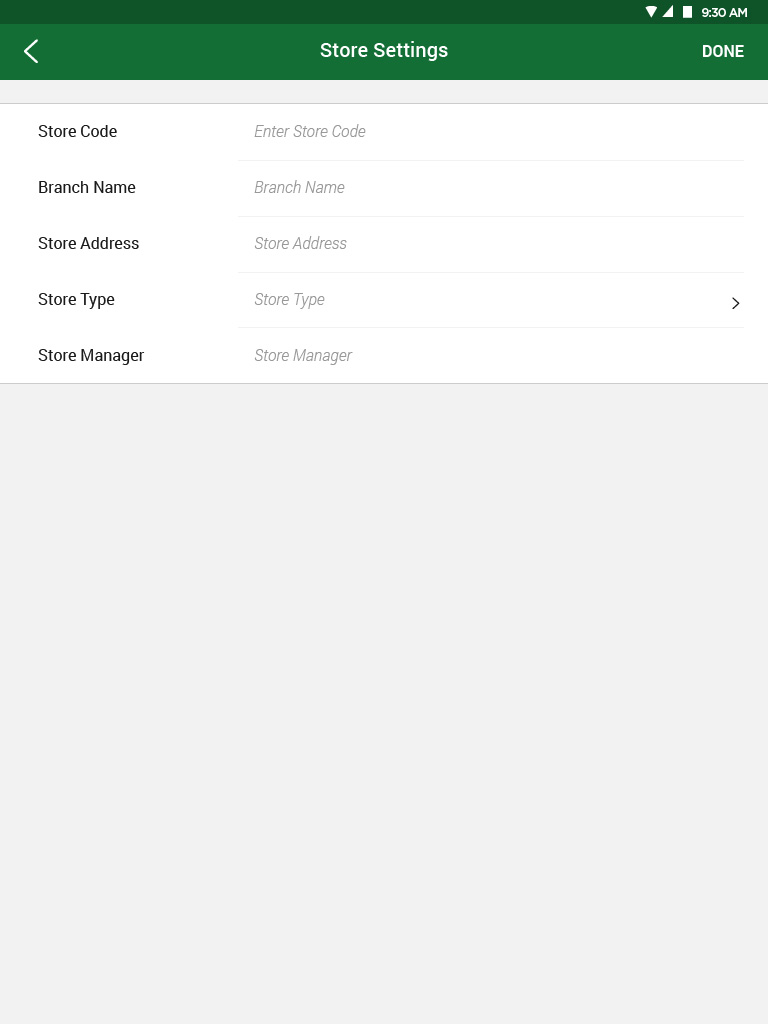 9:30 AM
Store Settings
DONE
Store Code
Enter Store Code
Branch Name
Branch Name
Store Address
Store Address
Store Type
Store Type
Store Manager
Store Manager